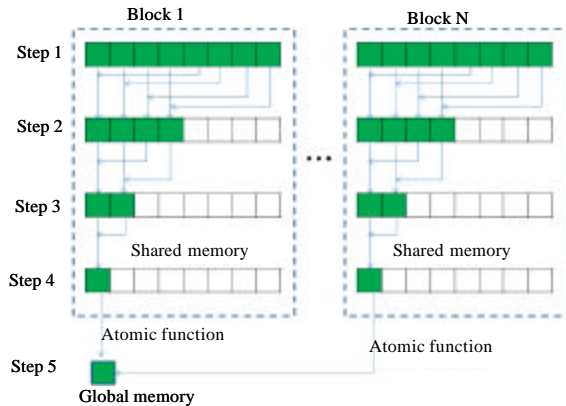 Block 1
Block N
Step 1
Step 2
...
Step 3
Shared memory
Shared memory
Step 4
Atomic function
Atomic function
Step 5
Global memory